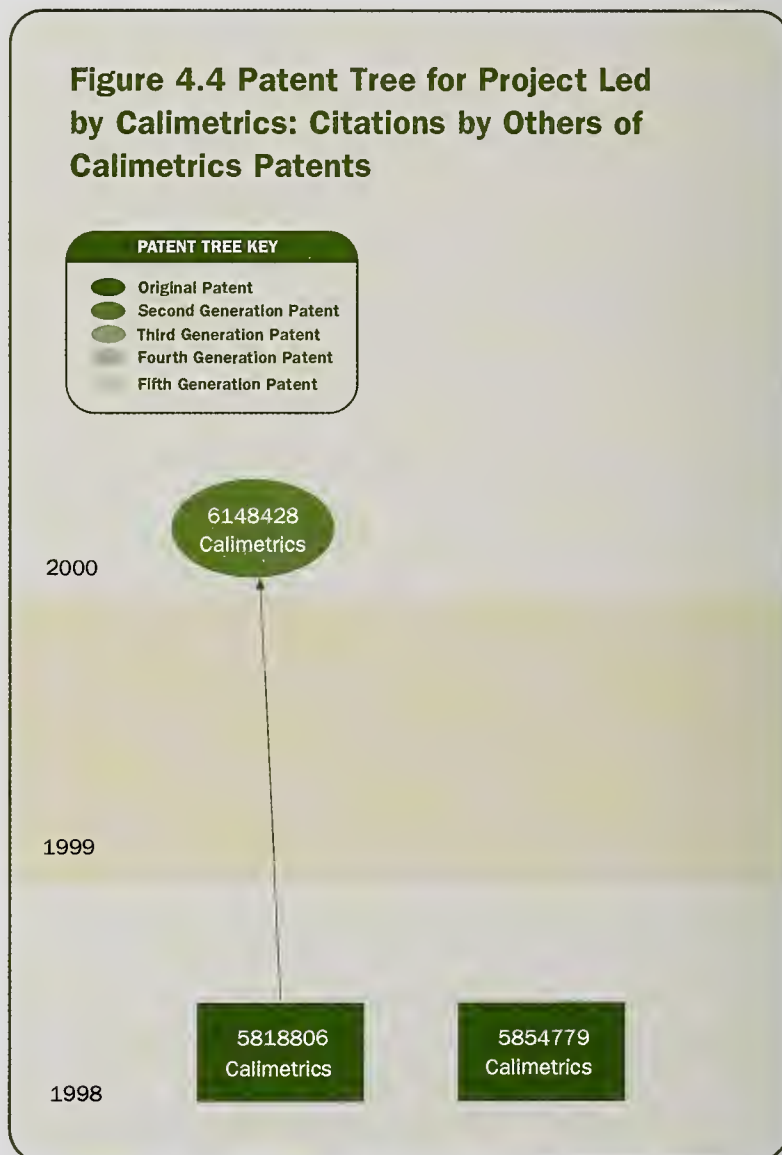 Figure 4.4 Patent Tree for Project Led
by Calimetrics: Citations by Others of
Calimetrics Patents
PATENT TREE KEY
Original Patent
Second Generation Patent
Third Generation Patent
Fourth Generation Patent
Fifth Generation Patent
6148428
Calimetrics
2000
1999
5818806
Calimetrics
5854779
Calimetrics
1998